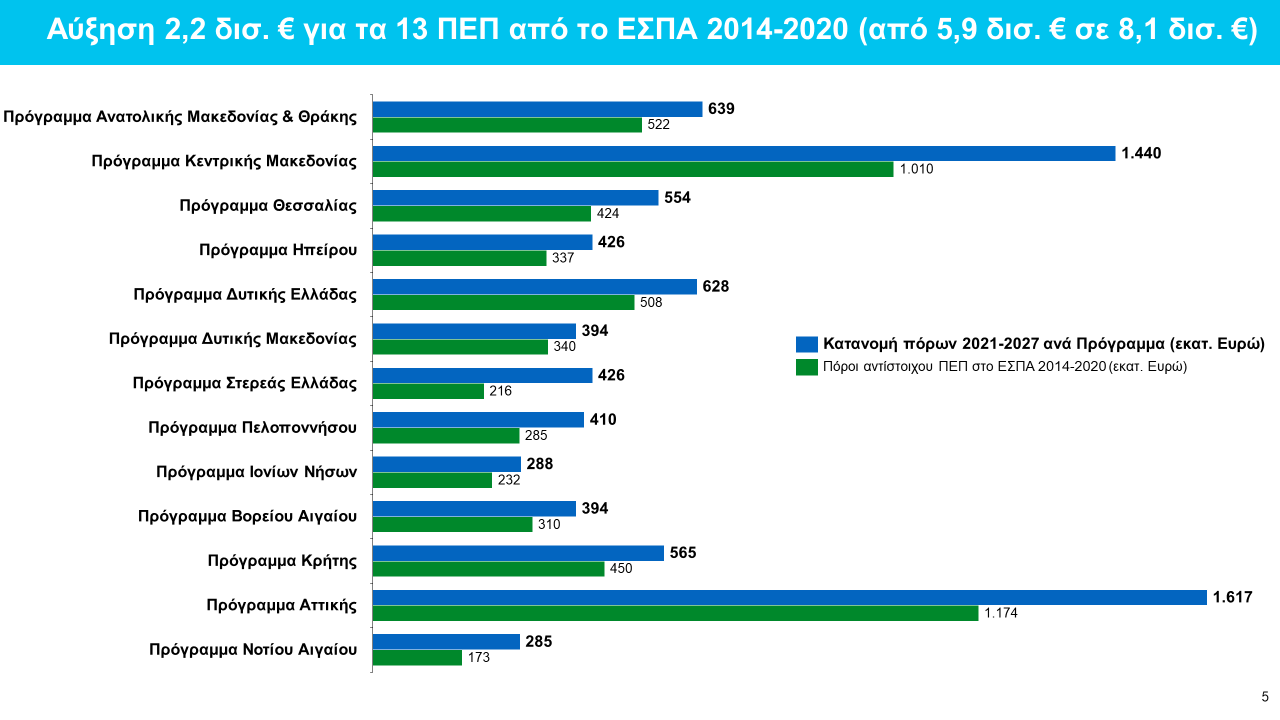 Αύξηση 2,2 δισ. € για τα 13 ΠΕΠ από το ΕΣΠΑ 2014-2020 (από 5,9 δισ. € σε 8,1 δισ. €)
Πρόγραμμα Ανατολικής Μακεδονίας & Θράκης
639
522
Πρόγραμμα Κεντρικής Μακεδονίας
1.440
1.010
Πρόγραμμα Θεσσαλίας
554
424
Πρόγραμμα Ηπείρου
426
337
Πρόγραμμα Δυτικής Ελλάδας
628
508
Πρόγραμμα Δυτικής Μακεδονίας
394
340
Κατανομή πόρων 2021-2027 ανά Πρόγραμμα (εκατ. Ευρώ)
Πόροι αντίστοιχου ΠΕΠ στο ΕΣΠΑ 2014-2020 (εκατ. Ευρώ)
Πρόγραμμα Στερεάς Ελλάδας
426
216
Πρόγραμμα Πελοποννήσου
410
285
Πρόγραμμα Ιονίων Νήσων
288
232
Πρόγραμμα Βορείου Αιγαίου
394
310
Πρόγραμμα Κρήτης
565
450
Πρόγραμμα Αττικής
1.617
1.174
Πρόγραμμα Νοτίου Αιγαίου
285
173
5